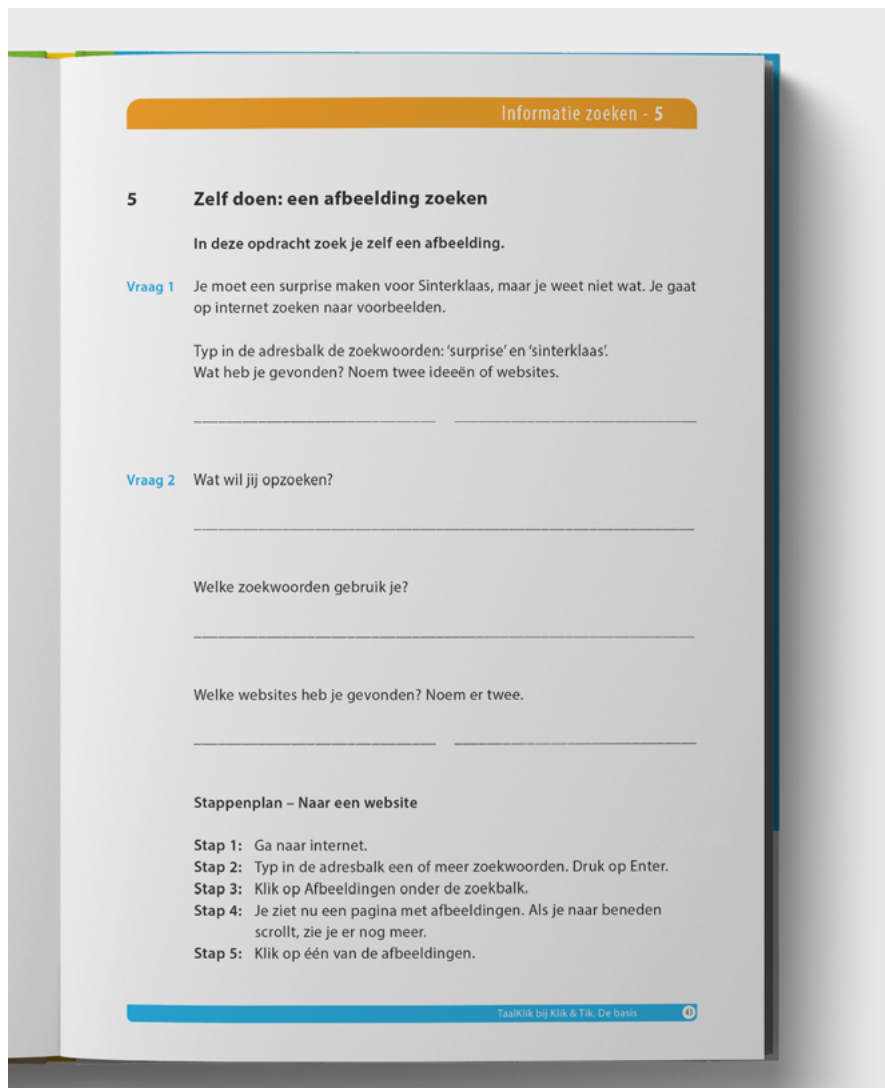 Informatie zoeken - 5
5 Zelf doen: een afbeelding zoeken
In deze opdracht zoek je zelf een afbeelding.
Vraag 1 Je moet een surprise maken voor Sinterklaas, maar je weet niet wat. Je gaat
op internet zoeken naar voorbeelden.
Typ in de adresbalk de zoekwoorden: ‘surprise’ en ‘sinterklaas’.
Wat heb je gevonden? Noem twee ideeën of websites.
Vraag 2 Wat wil jij opzoeken?
Welke zoekwoorden gebruik je?
Welke websites heb je gevonden? Noem er twee.
Stappenplan – Naar een website
Stap 1: Ga naar internet.
Stap 2: Typ in de adresbalk een of meer zoekwoorden. Druk op Enter.
Stap 3: Klik op Afbeeldingen onder de zoekbalk.
Stap 4: Je ziet nu een pagina met afbeeldingen. Als je naar beneden
scrollt, zie je er nog meer.
Stap 5: Klik op één van de afbeeldingen.
TaalKlik bij Klik & Tik. De basis